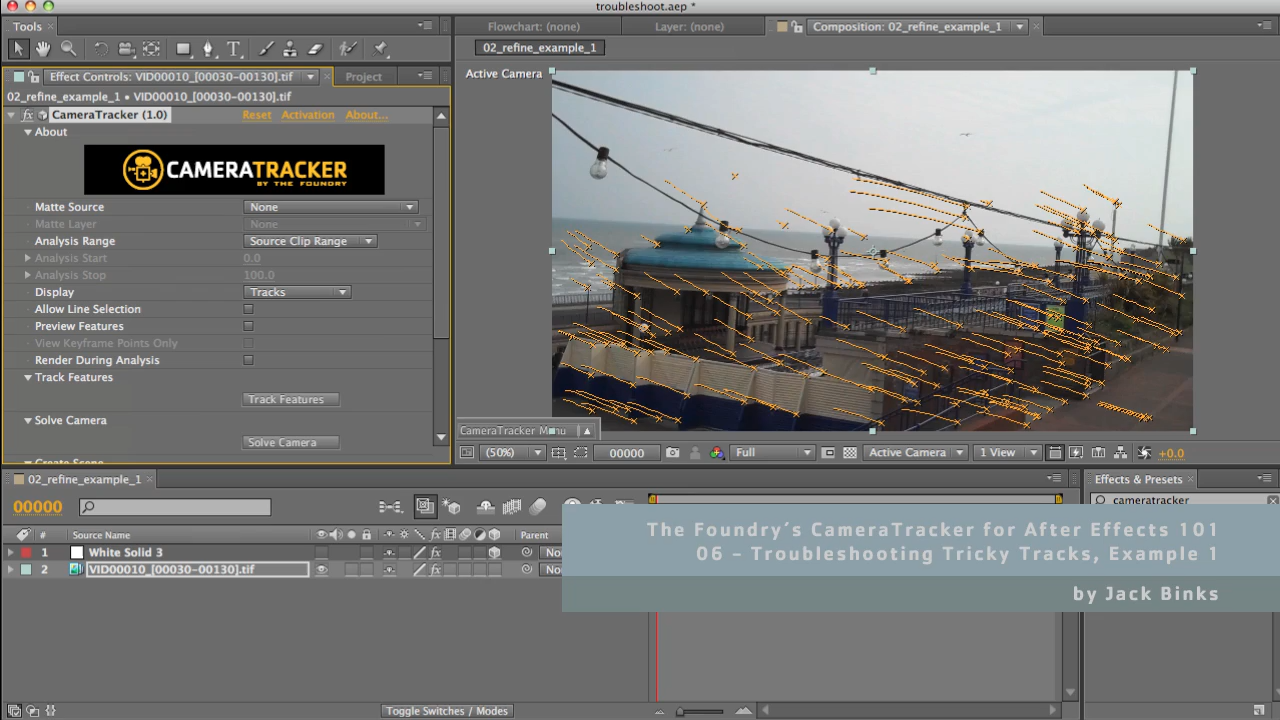 troubleshoot.aep *
Tools
Flowchart: (none)
Layer: (none)
Composition: 02_refine_example_1
02_refine_example_1
Effect Controls: VID00010_[00030-00130].tif
Project
Active Camera
02_refine_example_1 • VID00010_[00030-00130].tif
fx CameraTracker (1.0)
Reset
Activation
About...
About
CAMERATRACKER
BY THE FOUNDRY
Matte Source
None
Matte Layer
None
Analysis Range
Source Clip Range
Analysis Start
0.0
Analysis Stop
100.0
Display
Tracks
Allow Line Selection
Preview Features
View Keyframe Points Only
Render During Analysis
Track Features
Track Features
Solve Camera
Solve Camera
Create Scene
CameraTracker Menu
(50%)
00000
Full
Active Camera
1 View
+0.0
02_refine_example_1
Effects & Presets
00000
cameratracker
# Source Name
fx
Parent
1 White Solid 3
fx
2 VID00010_[00030-00130].tif
fx
The Foundry's CameraTracker for After Effects 101
06 – Troubleshooting Tricky Tracks, Example 1
by Jack Binks
Toggle Switches / Modes